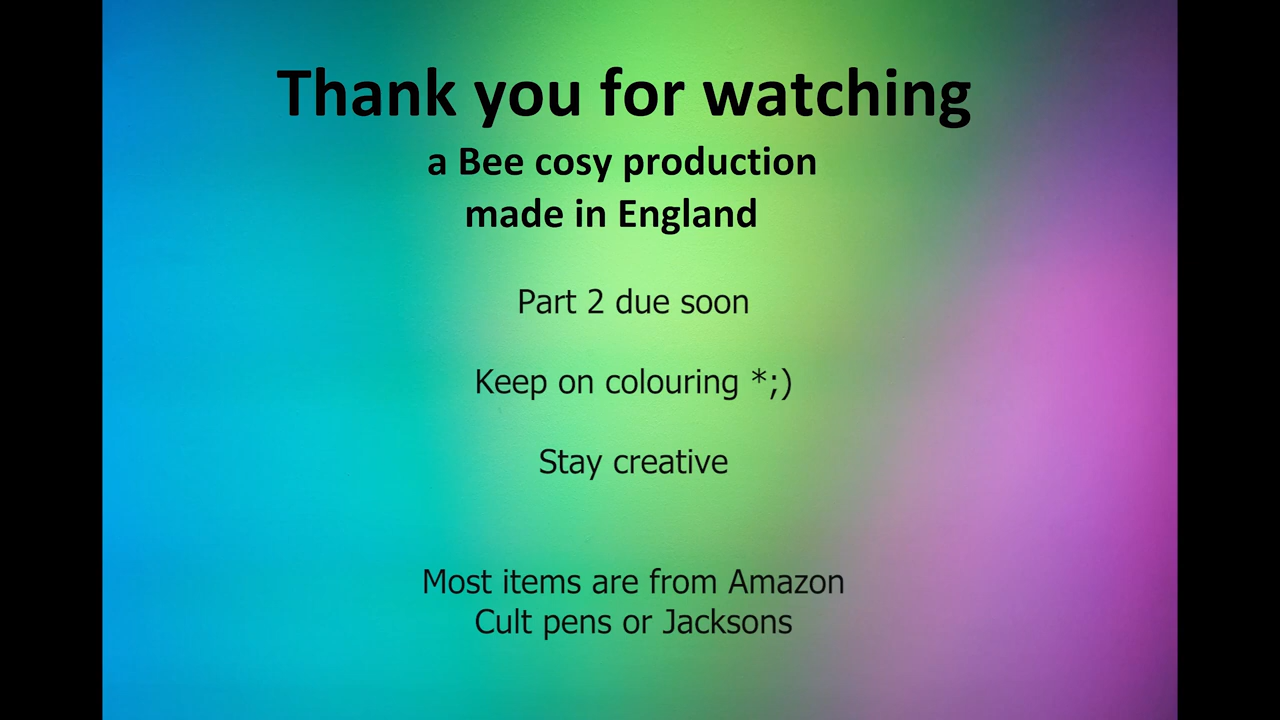 Thank you for watching
a Bee cosy production
made in England
Part 2 due soon
Keep on colouring *;)
Stay creative
Most items are from Amazon
Cult pens or Jacksons